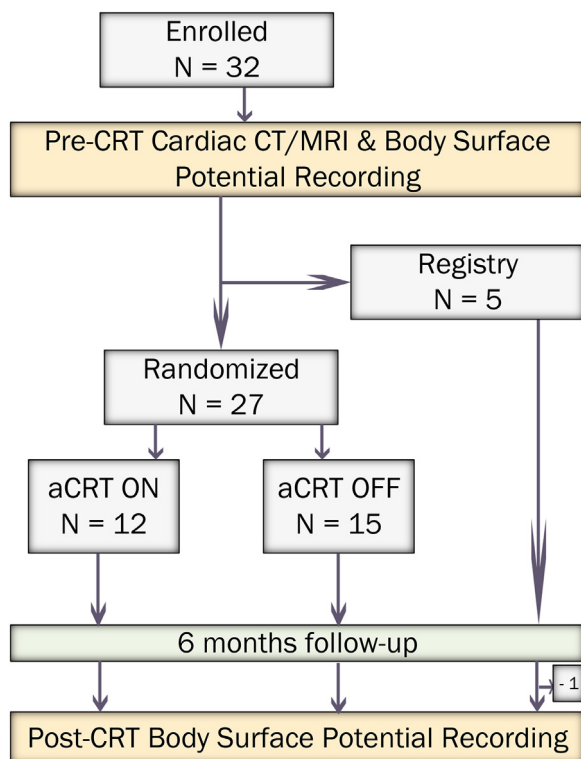 Enrolled
N = 32
Pre-CRT Cardiac CT/MRI & Body Surface
Potential Recording
Registry
N = 5
Randomized
N = 27
aCRT ON
N = 12
aCRT OFF
N = 15
6 months follow-up
- 1
Post-CRT Body Surface Potential Recording